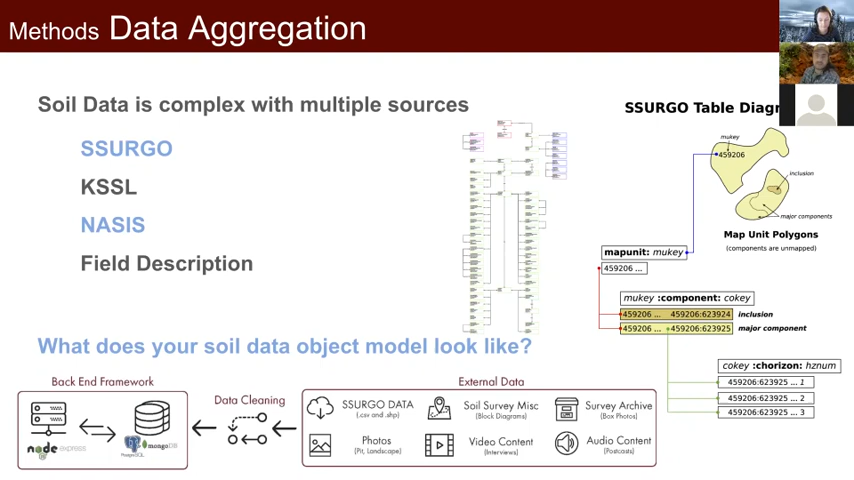 Methods Data Aggregation
Soil Data is complex with multiple sources
SSURGO
KSSL
NASIS
Field Description
What does your soil data object model look like?
SSURGO Table Diagr
mukey
459206
inclusion
major components
Map Unit Polygons
(components are unmapped)
mapunit: mukey
459206 ...
mukey :component: cokey
459206 ... 459206:623924 inclusion
459206 ... 459206:623925 major component
cokey :chorizon: hznum
459206:623925 ... 1
459206:623925 ... 2
459206:623925 ... 3
Back End Framework
node express
PostgreSQL
mongoDB
Data Cleaning
External Data
SSURGO DATA
(.csv and .shp)
Soil Survey Misc
(Block Diagrams)
Survey Archive
(Box Photos)
Photos
(Pit, Landscape)
Video Content
(Interviews)
Audio Content
(Postcasts)